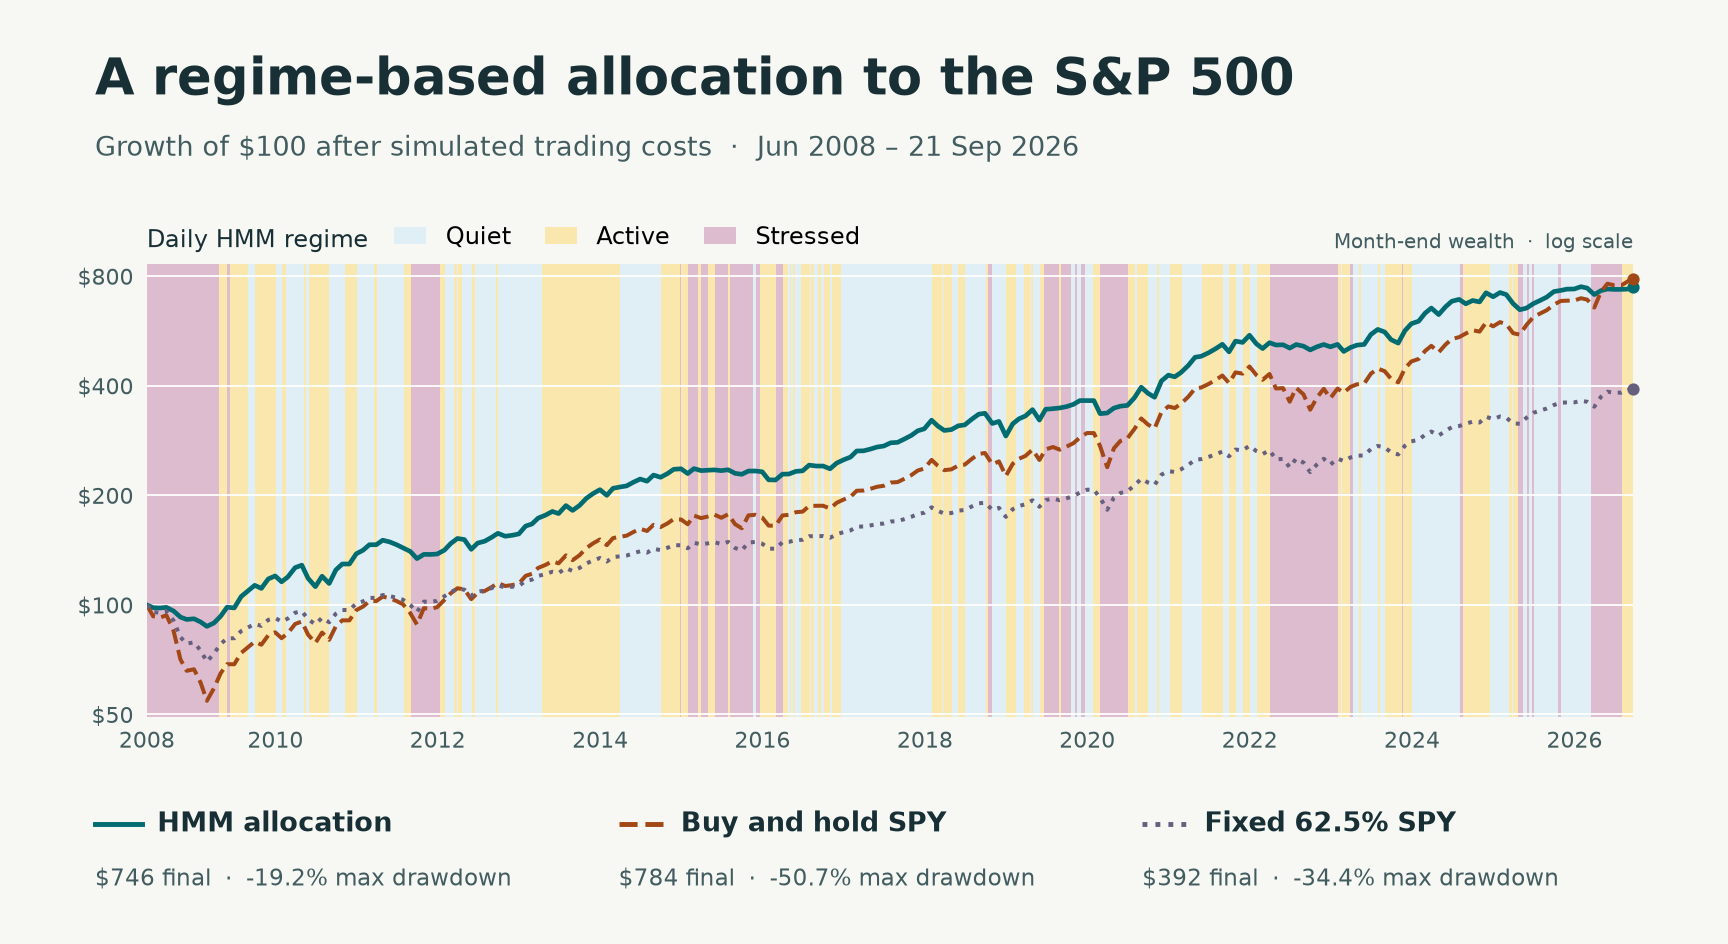 A regime-based allocation to the S&P 500
Growth of $100 after simulated trading costs · Jun 2008 – 21 Sep 2026
Daily HMM regime Quiet Active Stressed
Month-end wealth · log scale
$800
$400
$200
$100
$50
2008 2010 2012 2014 2016 2018 2020 2022 2024 2026
HMM allocation Buy and hold SPY Fixed 62.5% SPY
$746 final · -19.2% max drawdown $784 final · -50.7% max drawdown $392 final · -34.4% max drawdown